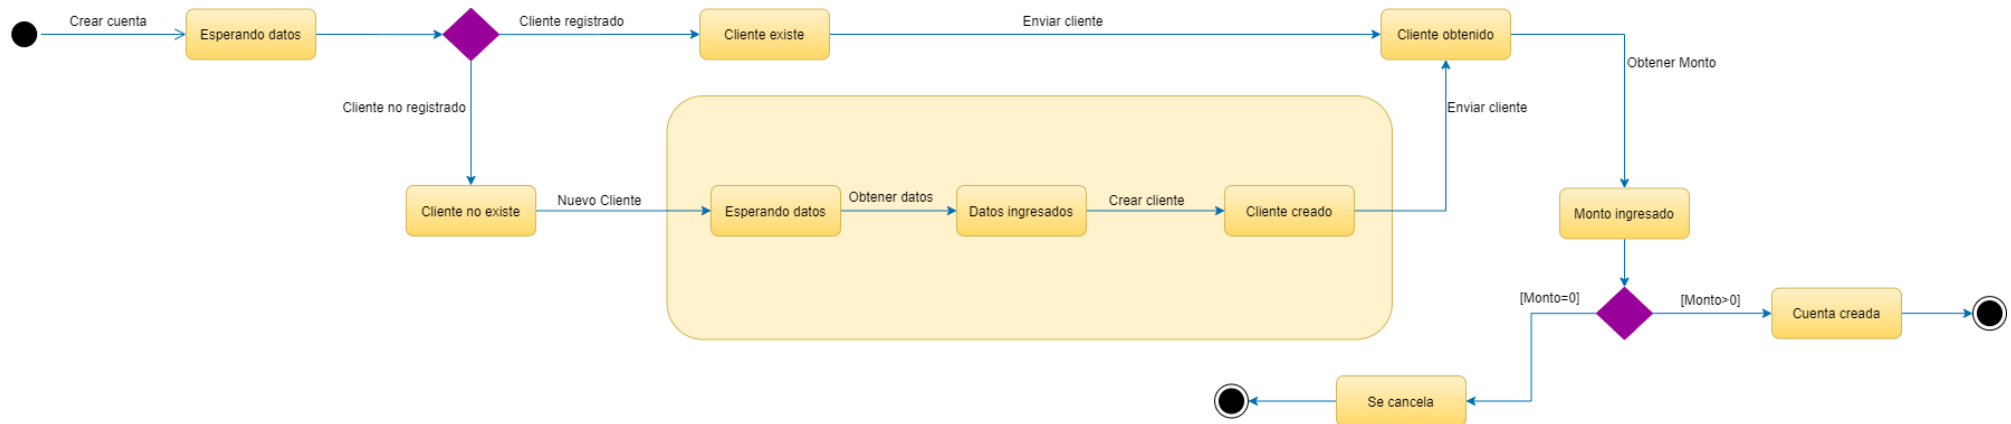 Crear cuenta
Esperando datos
Cliente registrado
Cliente existe
Enviar cliente
Cliente obtenido
Obtener Monto
Cliente no registrado
Enviar cliente
Cliente no existe
Nuevo Cliente
Esperando datos
Obtener datos
Datos ingresados
Crear cliente
Cliente creado
Monto ingresado
[Monto=0]
[Monto>0]
Cuenta creada
Se cancela